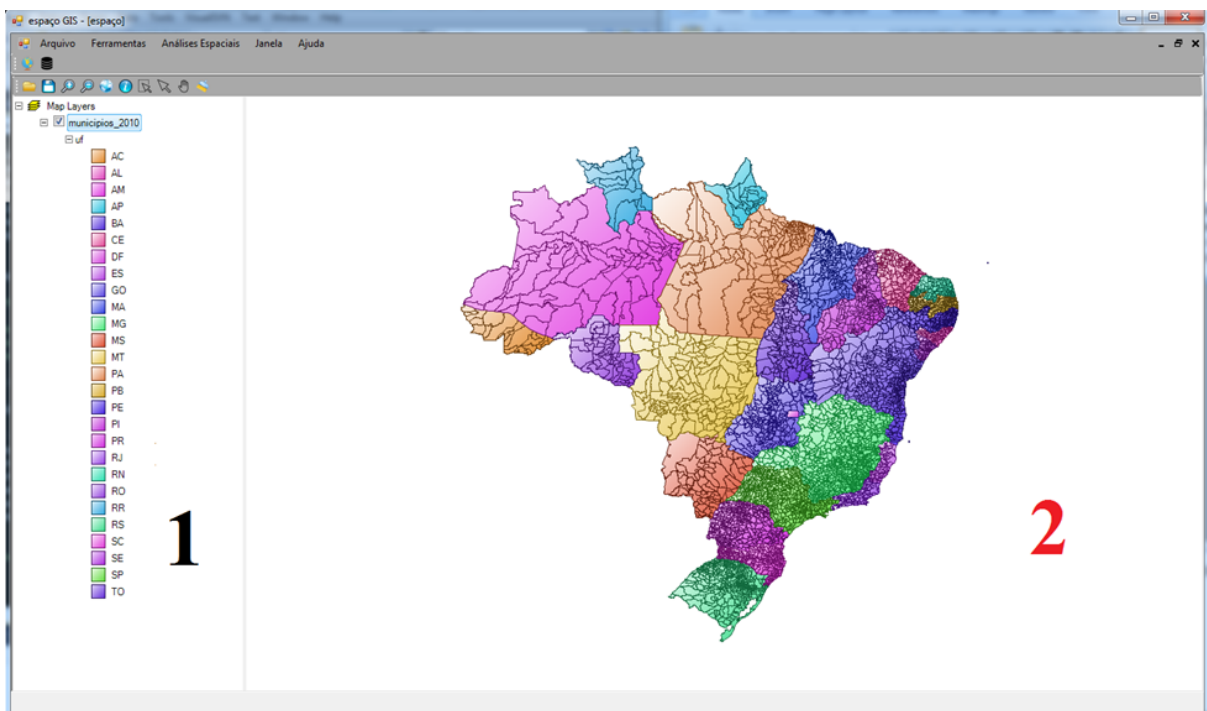 espaço GIS - [espaço]
Arquivo Ferramentas Análises Espaciais Janela Ajuda
Map Layers
municipios_2010
uf
AC
AL
AM
AP
BA
CE
DF
ES
GO
MA
MG
MS
MT
PA
PB
PE
PI
PR
RJ
RN
RO
RR
RS
SC
SE
SP
TO
1
2